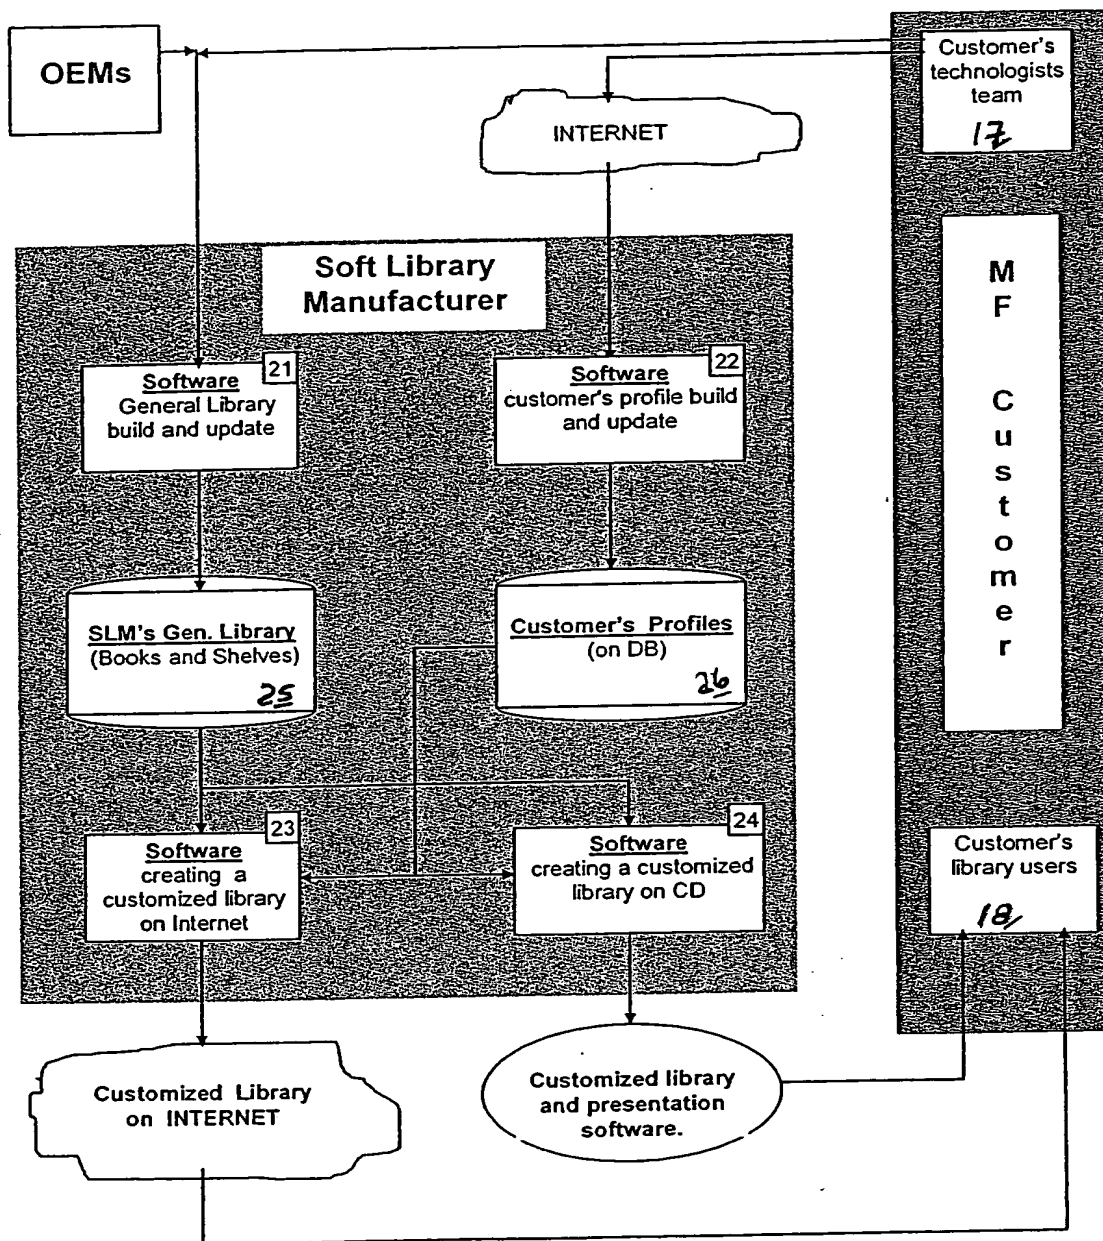 OEMs
Customer's
technologists
team
17
INTERNET
Soft Library
Manufacturer
M
F
C
u
s
t
o
m
e
r
21
Software
General Library
build and update
22
Software
customer's profile build
and update
SLM's Gen. Library
(Books and Shelves)
25
Customer's Profiles
(on DB)
26
23
Software
creating a
customized library
on Internet
24
Software
creating a customized
library on CD
Customer's
library users
18
Customized Library
on INTERNET
Customized library
and presentation
software.